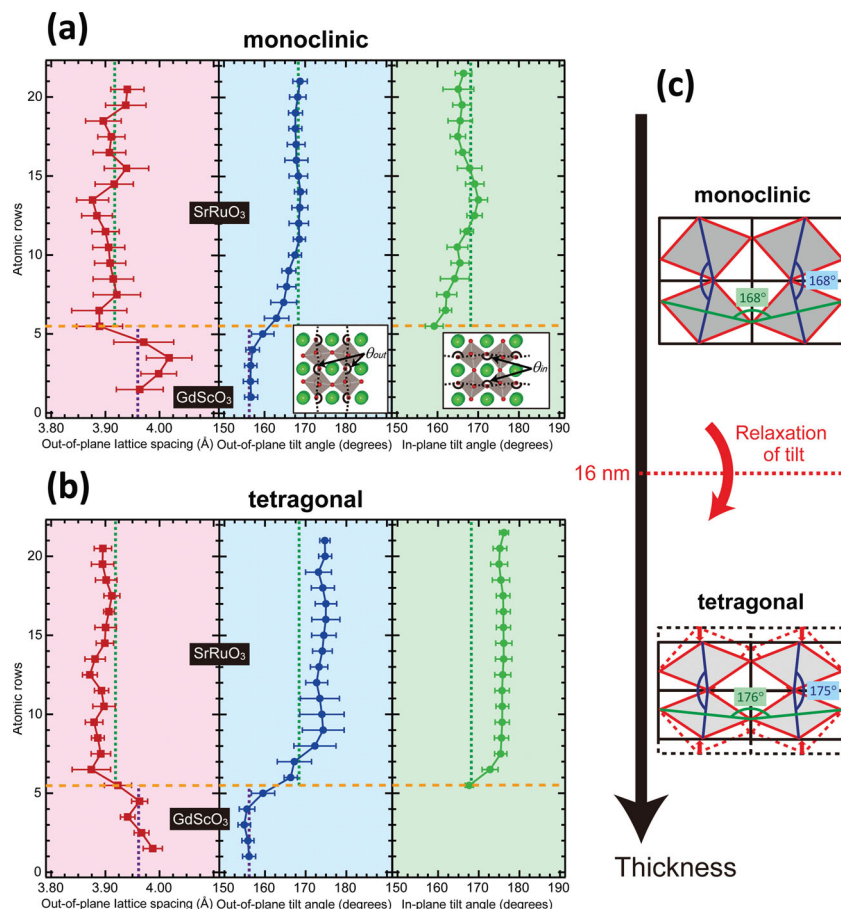 (a)
monoclinic
Atomic rows
20
15
10
5
0
SrRuO3
GdScO3
θout
θin
3.80 3.90 4.00
150 160 170 180
150 160 170 180 190
Out-of-plane lattice spacing (Å)
Out-of-plane tilt angle (degrees)
In-plane tilt angle (degrees)
(b)
tetragonal
Atomic rows
20
15
10
5
0
SrRuO3
GdScO3
3.80 3.90 4.00
150 160 170 180
150 160 170 180 190
Out-of-plane lattice spacing (Å)
Out-of-plane tilt angle (degrees)
In-plane tilt angle (degrees)
(c)
monoclinic
168°
168°
Relaxation
of tilt
16 nm
tetragonal
176°
175°
Thickness